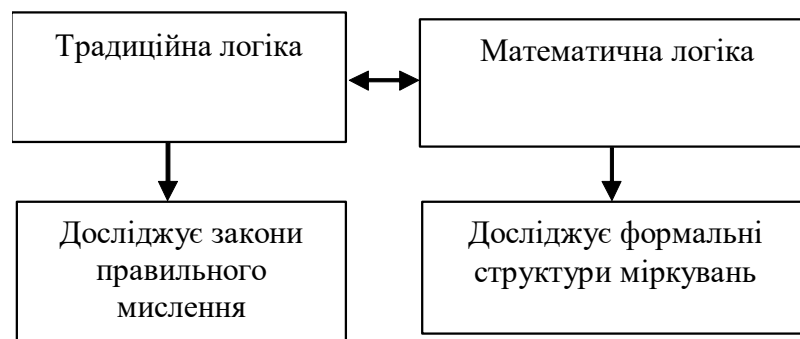 Традиційна логіка
Математична логіка
Досліджує закони
правильного
мислення
Досліджує формальні
структури міркувань